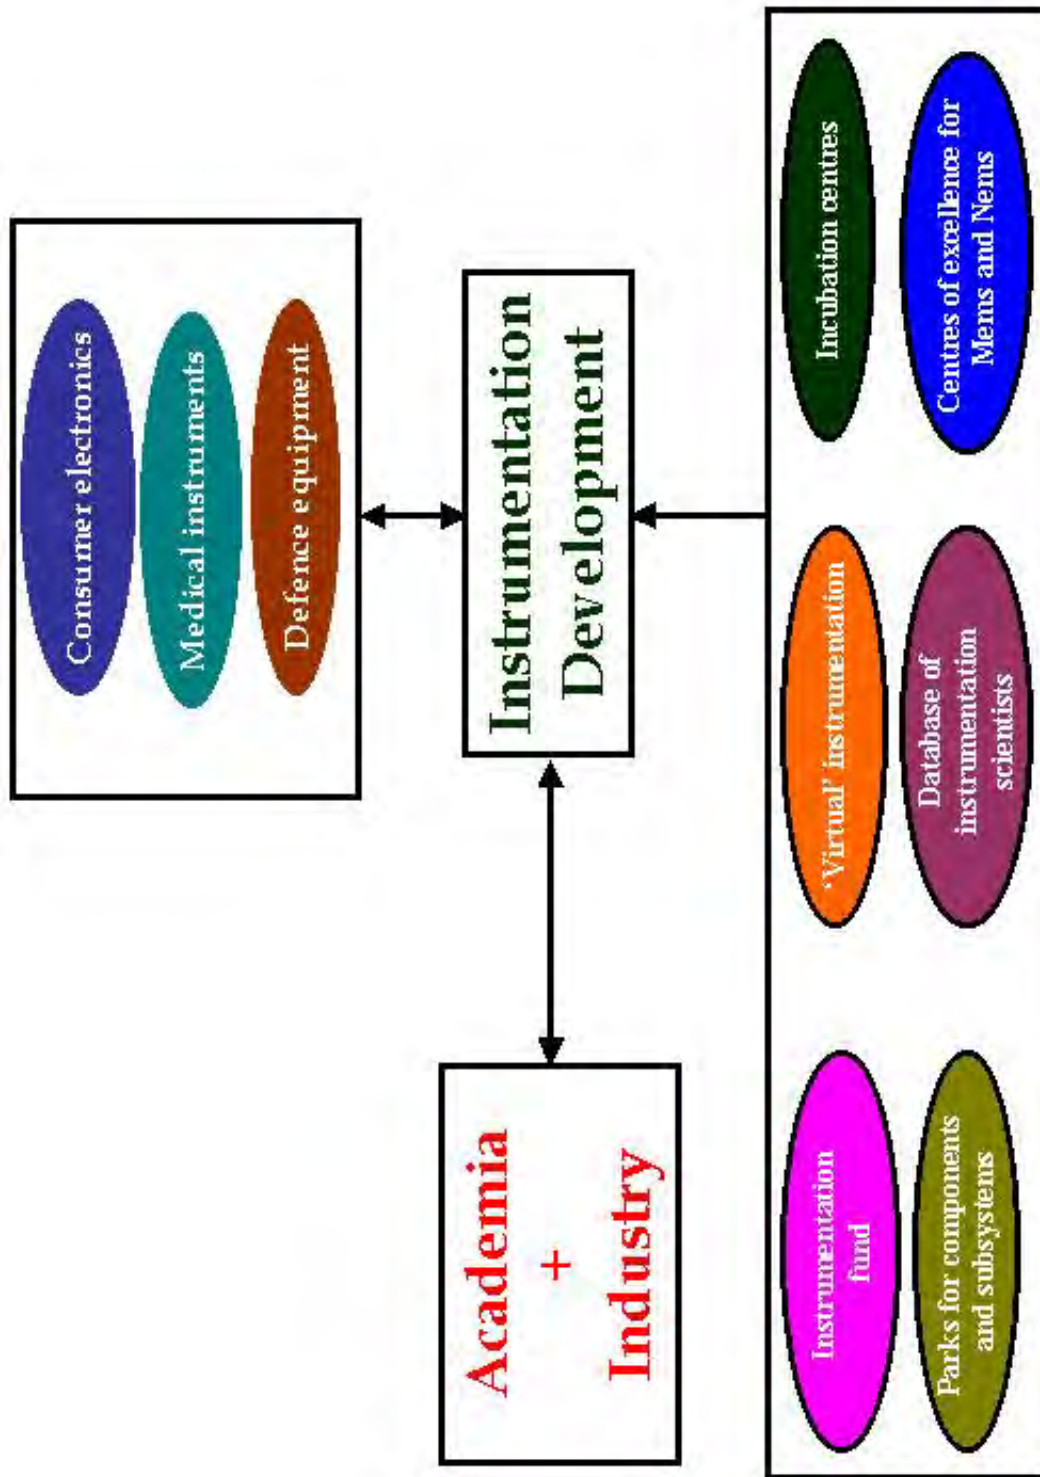 Consumer electronics
Medical instruments
Defence equipment
Academia
+
Industry
Instrumentation
Development
Instrumentation
fund
'Virtual' instrumentation
Incubation centres
Parks for components
and subsystems
Database of
instrumentation
scientists
Centres of excellence for
Mems and Nems